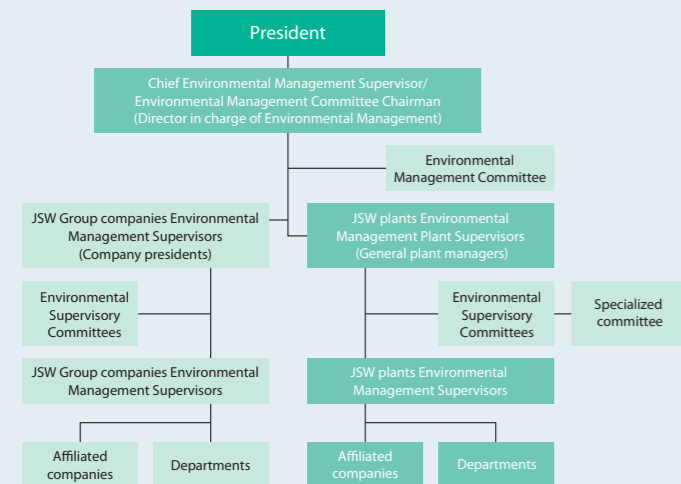 President
Chief Environmental Management Supervisor/
Environmental Management Committee Chairman
(Director in charge of Environmental Management)
Environmental
Management Committee
JSW Group companies Environmental
Management Supervisors
(Company presidents)
JSW plants Environmental
Management Plant Supervisors
(General plant managers)
Environmental
Supervisory
Committees
Environmental
Supervisory
Committees
Specialized
committee
JSW Group companies Environmental
Management Supervisors
JSW plants Environmental
Management Supervisors
Affiliated
companies
Departments
Affiliated
companies
Departments